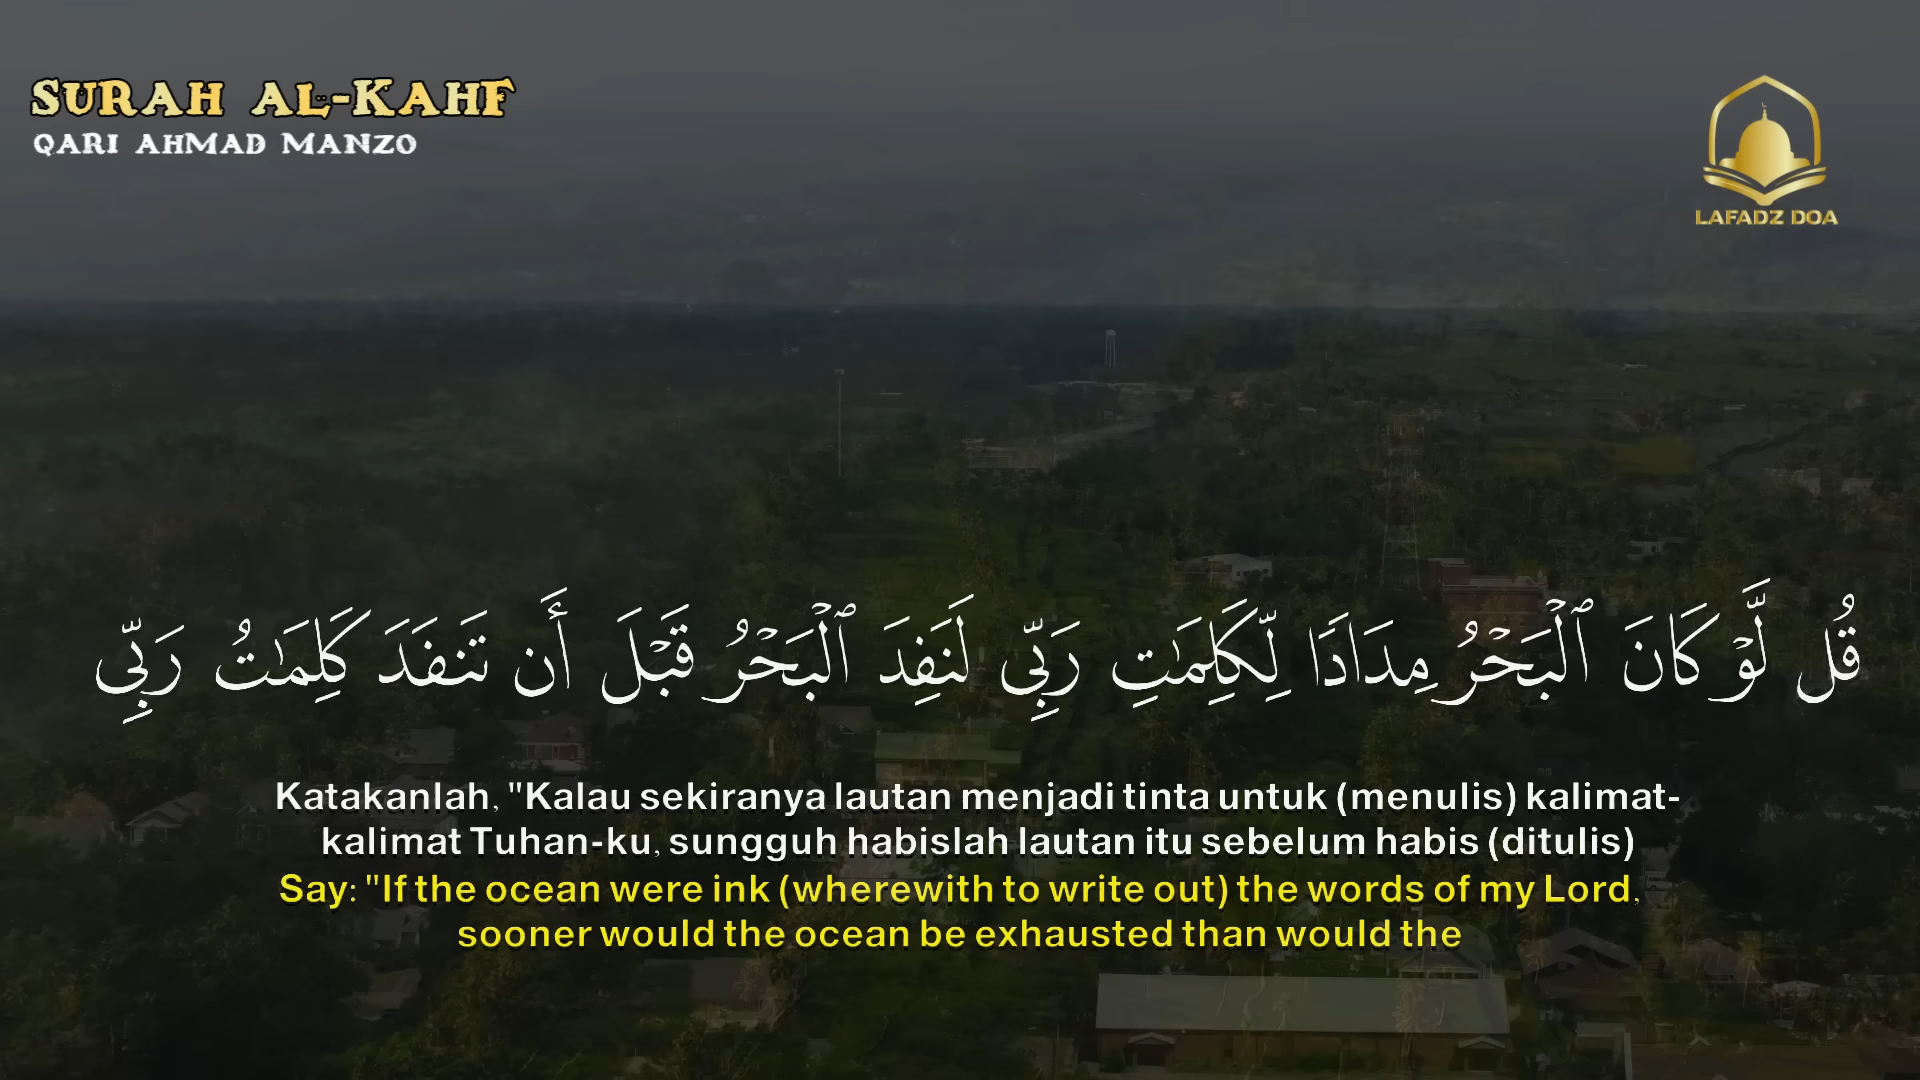 SURAH AL-KAHF
QARI AHMAD MANZO
LAFADZ DOA
قُل لَّوۡ كَانَ ٱلۡبَحۡرُ مِدَادٗا لِّكَلِمَٰتِ رَبِّي لَنَفِدَ ٱلۡبَحۡرُ قَبۡلَ أَن تَنفَدَ كَلِمَٰتُ رَبِّي
Katakanlah, "Kalau sekiranya lautan menjadi tinta untuk (menulis) kalimat-
kalimat Tuhan-ku, sungguh habislah lautan itu sebelum habis (ditulis)
Say: "If the ocean were ink (wherewith to write out) the words of my Lord,
sooner would the ocean be exhausted than would the